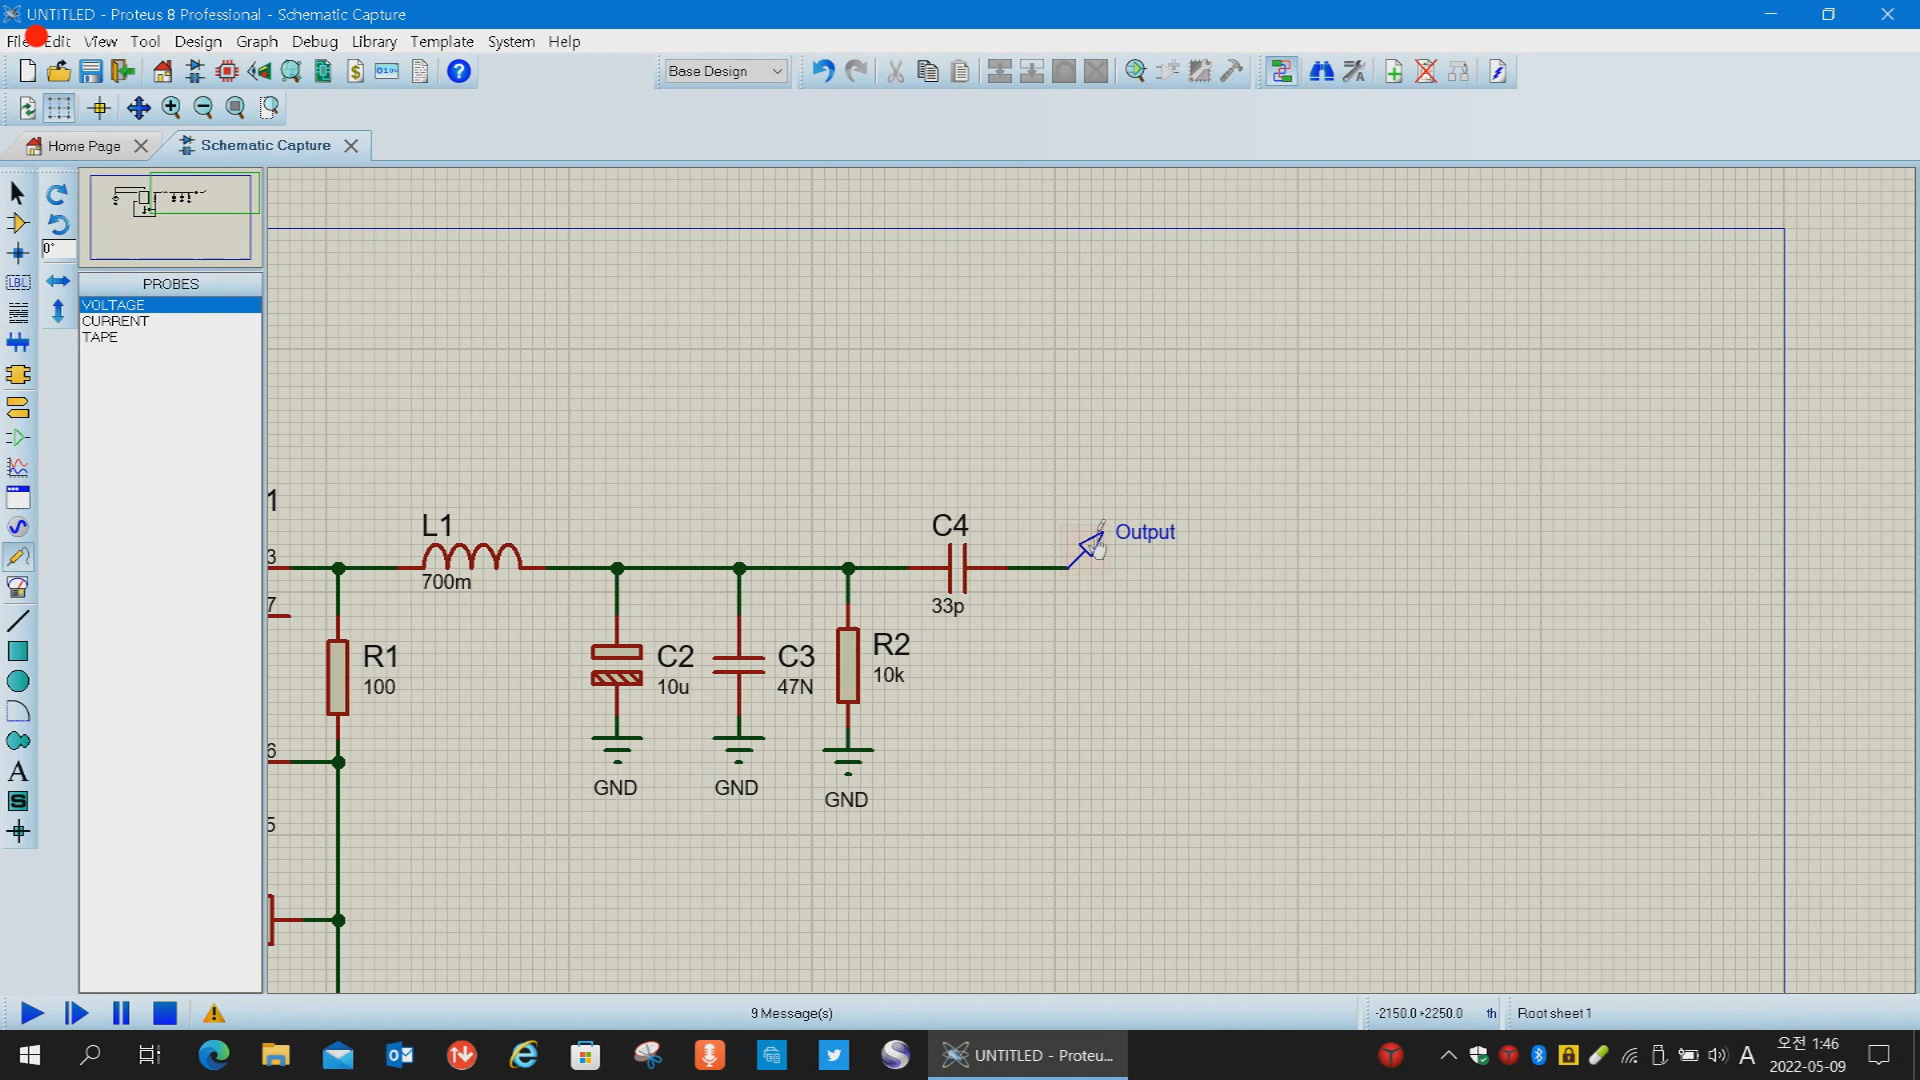 UNTITLED - Proteus 8 Professional - Schematic Capture
File Edit View Tool Design Graph Debug Library Template System Help
Base Design
Home Page
Schematic Capture
0°
PROBES
VOLTAGE
CURRENT
TAPE
1
3
7
6
5
L1
700m
C4
33p
Output
R1
100
C2
10u
C3
47N
R2
10k
GND
GND
GND
9 Message(s)
-2150.0 +2250.0 th
Root sheet 1
UNTITLED - Proteu...
A
오전 1:46
2022-05-09